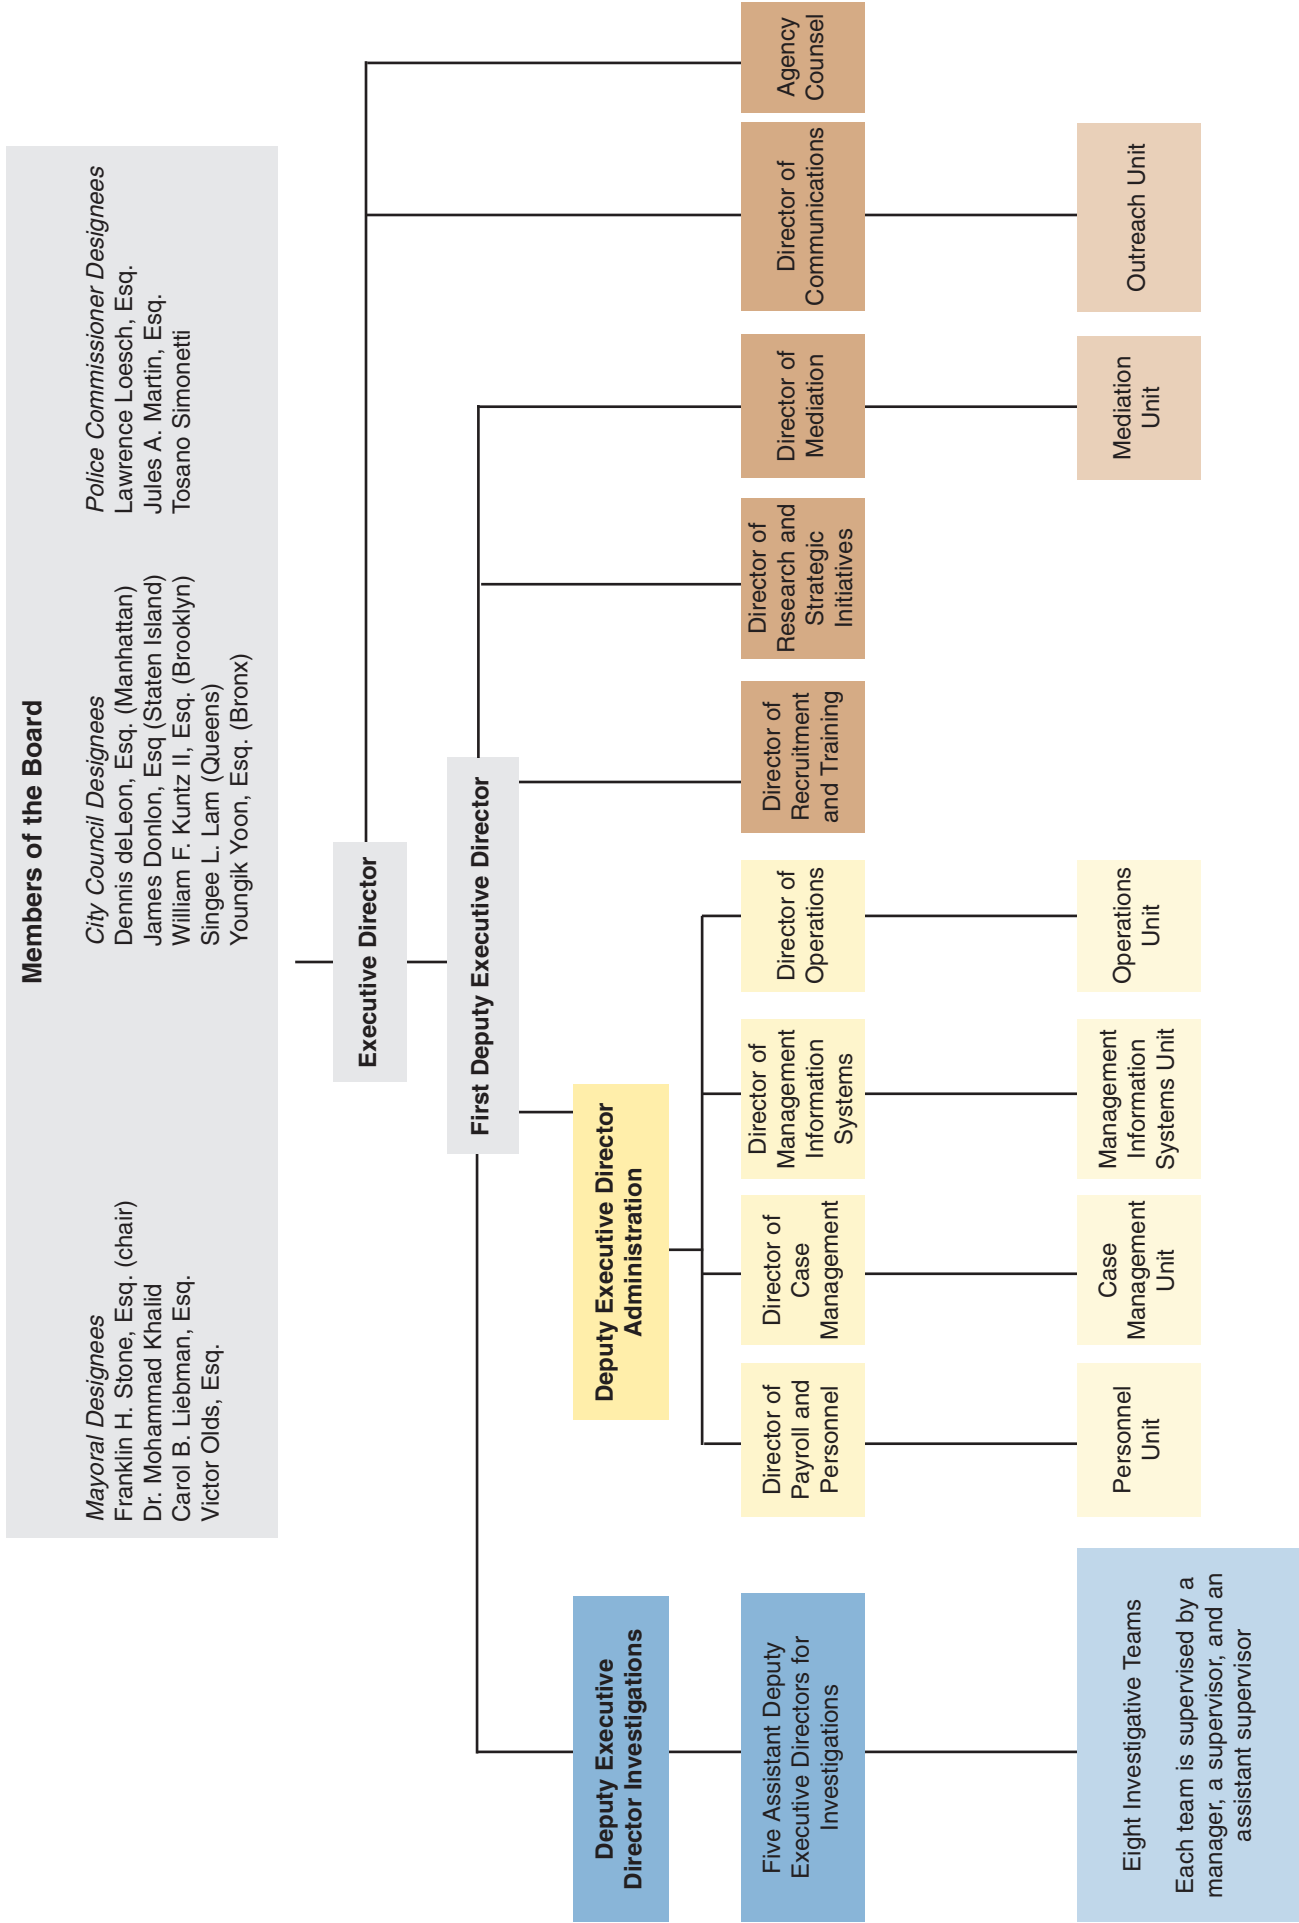 Members of the Board
Mayoral Designees
Franklin H. Stone, Esq. (chair)
Dr. Mohammad Khalid
Carol B. Liebman, Esq.
Victor Olds, Esq.
City Council Designees
Dennis deLeon, Esq. (Manhattan)
James Donlon, Esq (Staten Island)
William F. Kuntz II, Esq. (Brooklyn)
Singee L. Lam (Queens)
Youngik Yoon, Esq. (Bronx)
Police Commissioner Designees
Lawrence Loesch, Esq.
Jules A. Martin, Esq.
Tosano Simonetti
Executive Director
First Deputy Executive Director
Deputy Executive
Director Investigations
Deputy Executive Director
Administration
Five Assistant Deputy
Executive Directors for
Investigations
Director of
Payroll and
Personnel
Director of
Case
Management
Director of
Management
Information
Systems
Director of
Operations
Director of
Recruitment
and Training
Director of
Research and
Strategic
Initiatives
Director of
Mediation
Director of
Communications
Agency
Counsel
Eight Investigative Teams
Each team is supervised by a
manager, a supervisor, and an
assistant supervisor
Personnel
Unit
Case
Management
Unit
Management
Information
Systems Unit
Operations
Unit
Mediation
Unit
Outreach Unit